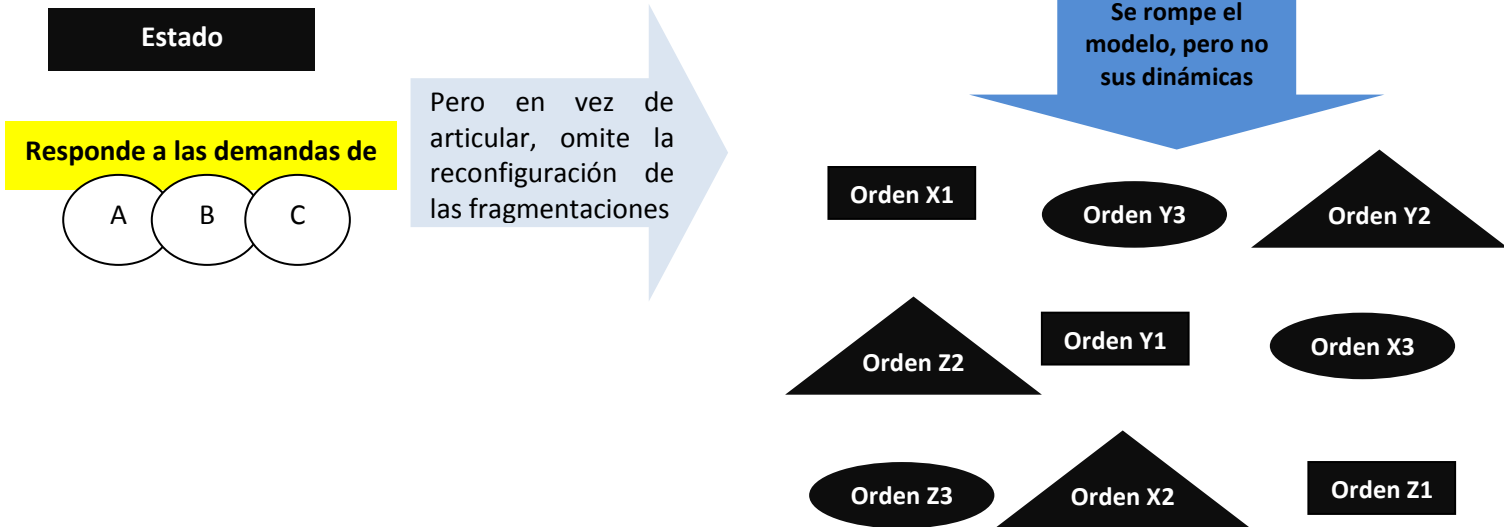 Estado
Responde a las demandas de
A
B
C
Pero en vez de
articular, omite la
reconfiguración de
las fragmentaciones
Se rompe el
modelo, pero no
sus dinámicas
Orden X1
Orden Y3
Orden Y2
Orden Z2
Orden Y1
Orden X3
Orden Z3
Orden X2
Orden Z1